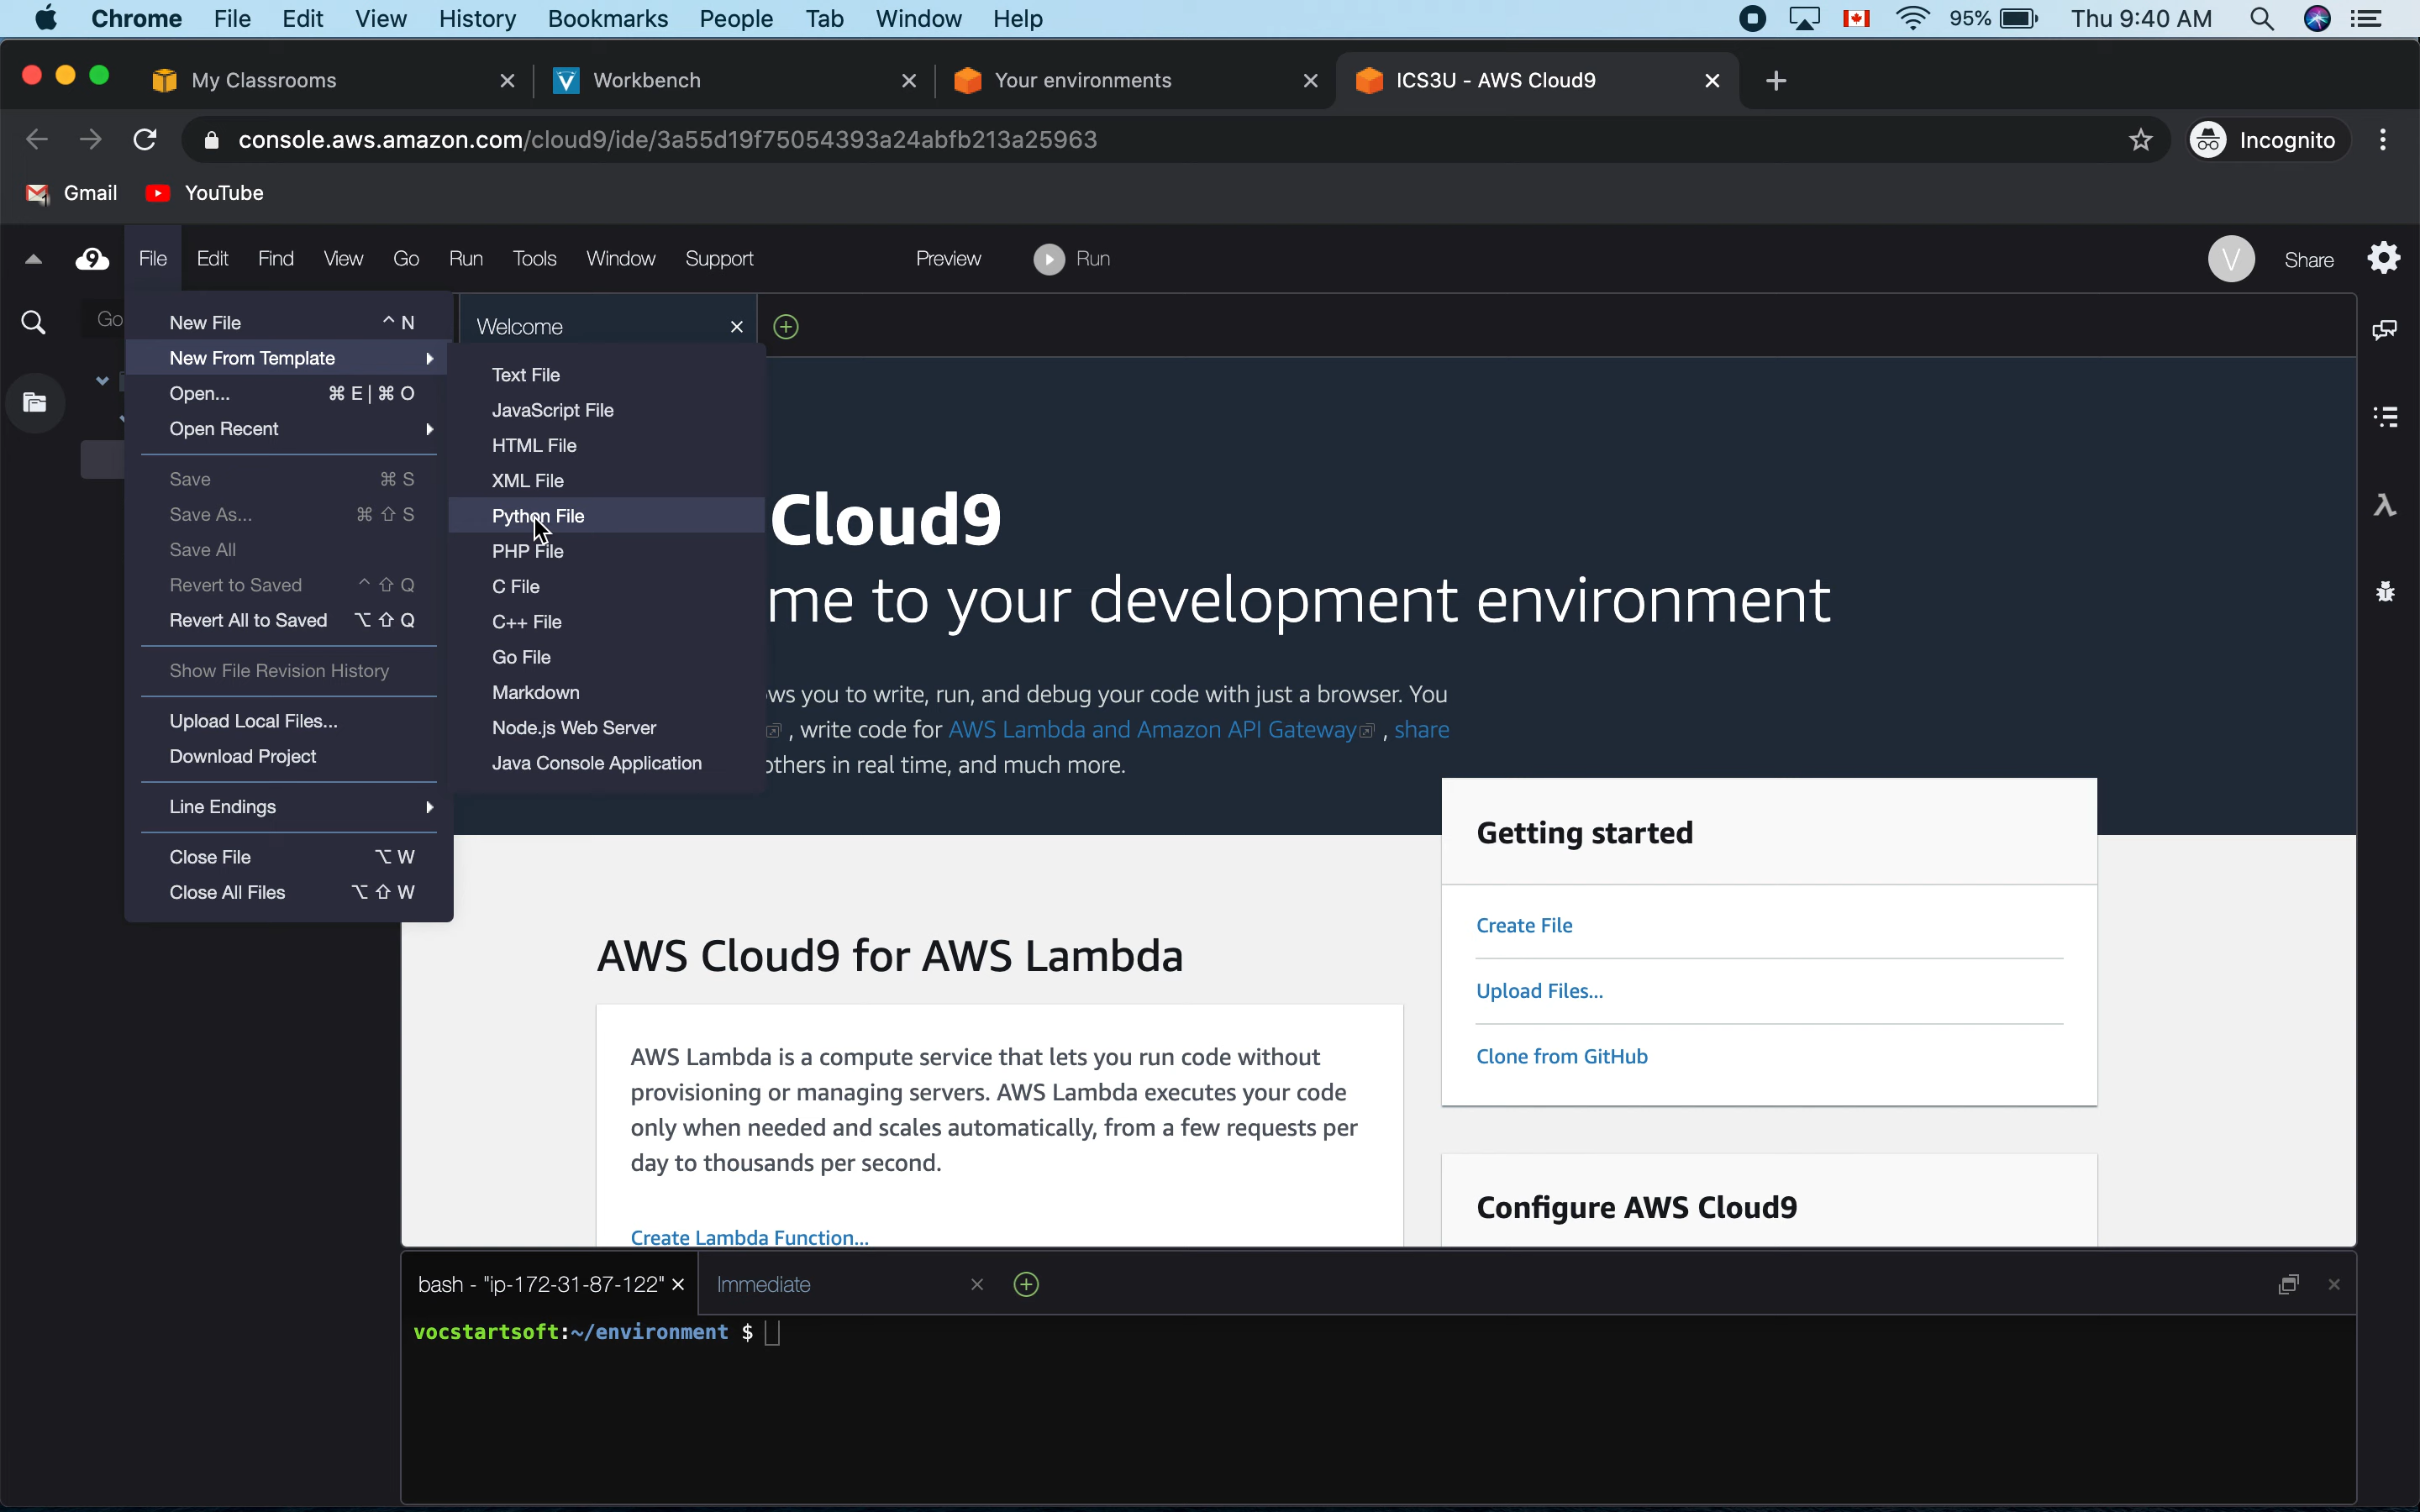 Chrome File Edit View History Bookmarks People Tab Window Help 95% Thu 9:40 AM
My Classrooms Workbench Your environments ICS3U - AWS Cloud9
console.aws.amazon.com/cloud9/ide/3a55d19f75054393a24abfb213a25963 Incognito
Gmail YouTube
9 File Edit Find View Go Run Tools Window Support Preview Run V Share
Go
New File ^ N
New From Template
Open... ⌘ E | ⌘ O
Open Recent
Save ⌘ S
Save As... ⌘ ⇧ S
Save All
Revert to Saved ^ ⇧ Q
Revert All to Saved ⌥ ⇧ Q
Show File Revision History
Upload Local Files...
Download Project
Line Endings
Close File ⌥ W
Close All Files ⌥ ⇧ W
Welcome
Text File
JavaScript File
HTML File
XML File
Python File
PHP File
C File
C++ File
Go File
Markdown
Node.js Web Server
Java Console Application
Cloud9
me to your development environment
ws you to write, run, and debug your code with just a browser. You
, write code for AWS Lambda and Amazon API Gateway , share
others in real time, and much more.
Getting started
Create File
Upload Files...
Clone from GitHub
Configure AWS Cloud9
AWS Cloud9 for AWS Lambda
AWS Lambda is a compute service that lets you run code without
provisioning or managing servers. AWS Lambda executes your code
only when needed and scales automatically, from a few requests per
day to thousands per second.
Create Lambda Function...
bash - "ip-172-31-87-122" Immediate
vocstartsoft:~/environment $